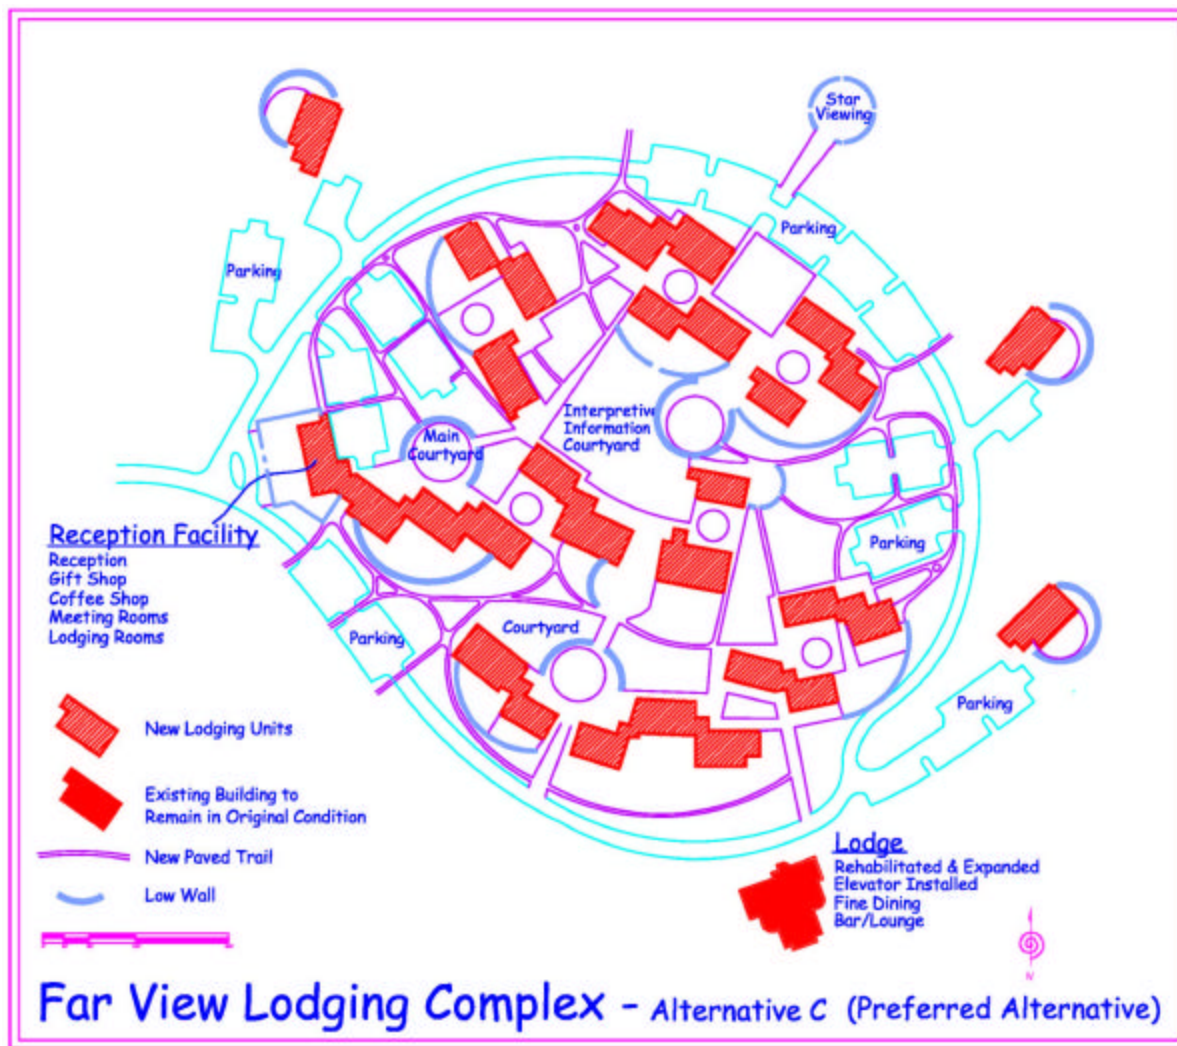 Star
Viewing
Parking
Parking
Interpretive
Information
Courtyard
Main
Courtyard
Reception Facility
Reception
Gift Shop
Coffee Shop
Meeting Rooms
Lodging Rooms
Parking
Parking
Courtyard
Parking
New Lodging Units
Existing Building to
Remain in Original Condition
New Paved Trail
Low Wall
Lodge
Rehabilitated & Expanded
Elevator Installed
Fine Dining
Bar/Lounge
N
Far View Lodging Complex - Alternative C (Preferred Alternative)